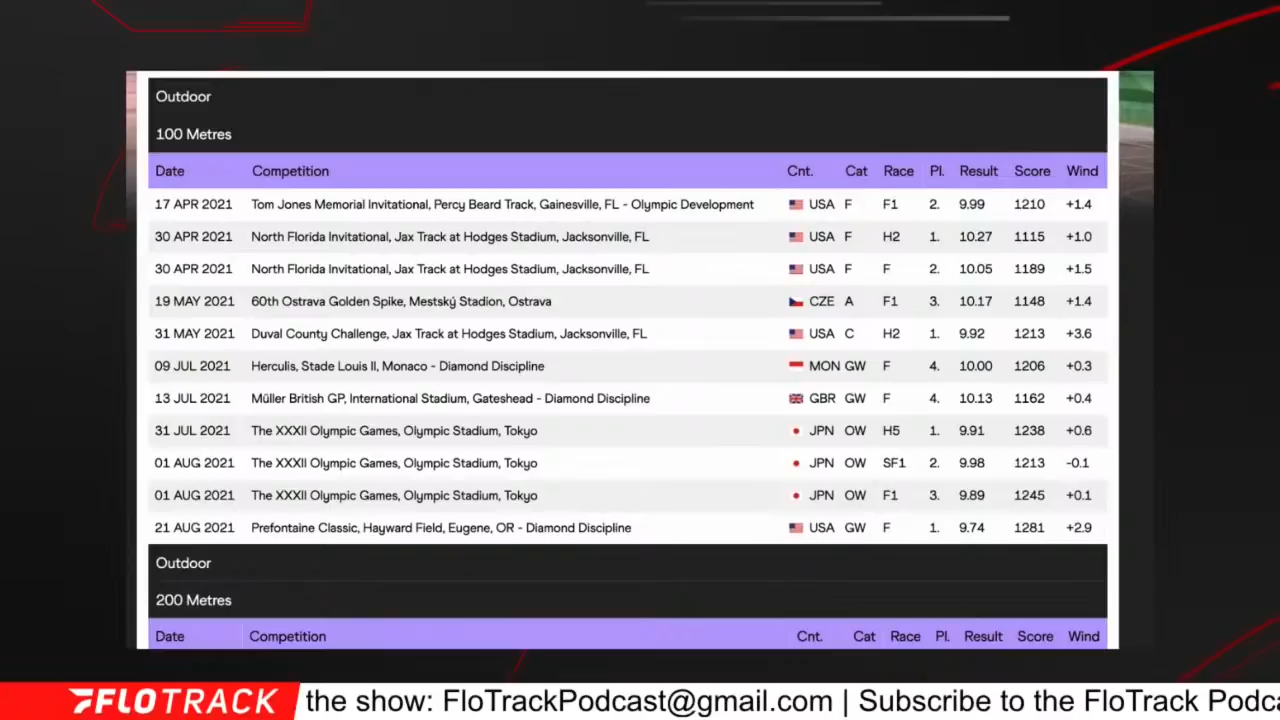 Outdoor
100 Metres
Date Competition Cnt. Cat Race Pl. Result Score Wind
17 APR 2021 Tom Jones Memorial Invitational, Percy Beard Track, Gainesville, FL - Olympic Development USA F F1 2. 9.99 1210 +1.4
30 APR 2021 North Florida Invitational, Jax Track at Hodges Stadium, Jacksonville, FL USA F H2 1. 10.27 1115 +1.0
30 APR 2021 North Florida Invitational, Jax Track at Hodges Stadium, Jacksonville, FL USA F F 2. 10.05 1189 +1.5
19 MAY 2021 60th Ostrava Golden Spike, Mestský Stadion, Ostrava CZE A F1 3. 10.17 1148 +1.4
31 MAY 2021 Duval County Challenge, Jax Track at Hodges Stadium, Jacksonville, FL USA C H2 1. 9.92 1213 +3.6
09 JUL 2021 Herculis, Stade Louis II, Monaco - Diamond Discipline MON GW F 4. 10.00 1206 +0.3
13 JUL 2021 Müller British GP, International Stadium, Gateshead - Diamond Discipline GBR GW F 4. 10.13 1162 +0.4
31 JUL 2021 The XXXII Olympic Games, Olympic Stadium, Tokyo JPN OW H5 1. 9.91 1238 +0.6
01 AUG 2021 The XXXII Olympic Games, Olympic Stadium, Tokyo JPN OW SF1 2. 9.98 1213 -0.1
01 AUG 2021 The XXXII Olympic Games, Olympic Stadium, Tokyo JPN OW F1 3. 9.89 1245 +0.1
21 AUG 2021 Prefontaine Classic, Hayward Field, Eugene, OR - Diamond Discipline USA GW F 1. 9.74 1281 +2.9
Outdoor
200 Metres
Date Competition Cnt. Cat Race Pl. Result Score Wind
FLOTRACK the show: FloTrackPodcast@gmail.com | Subscribe to the FloTrack Podc